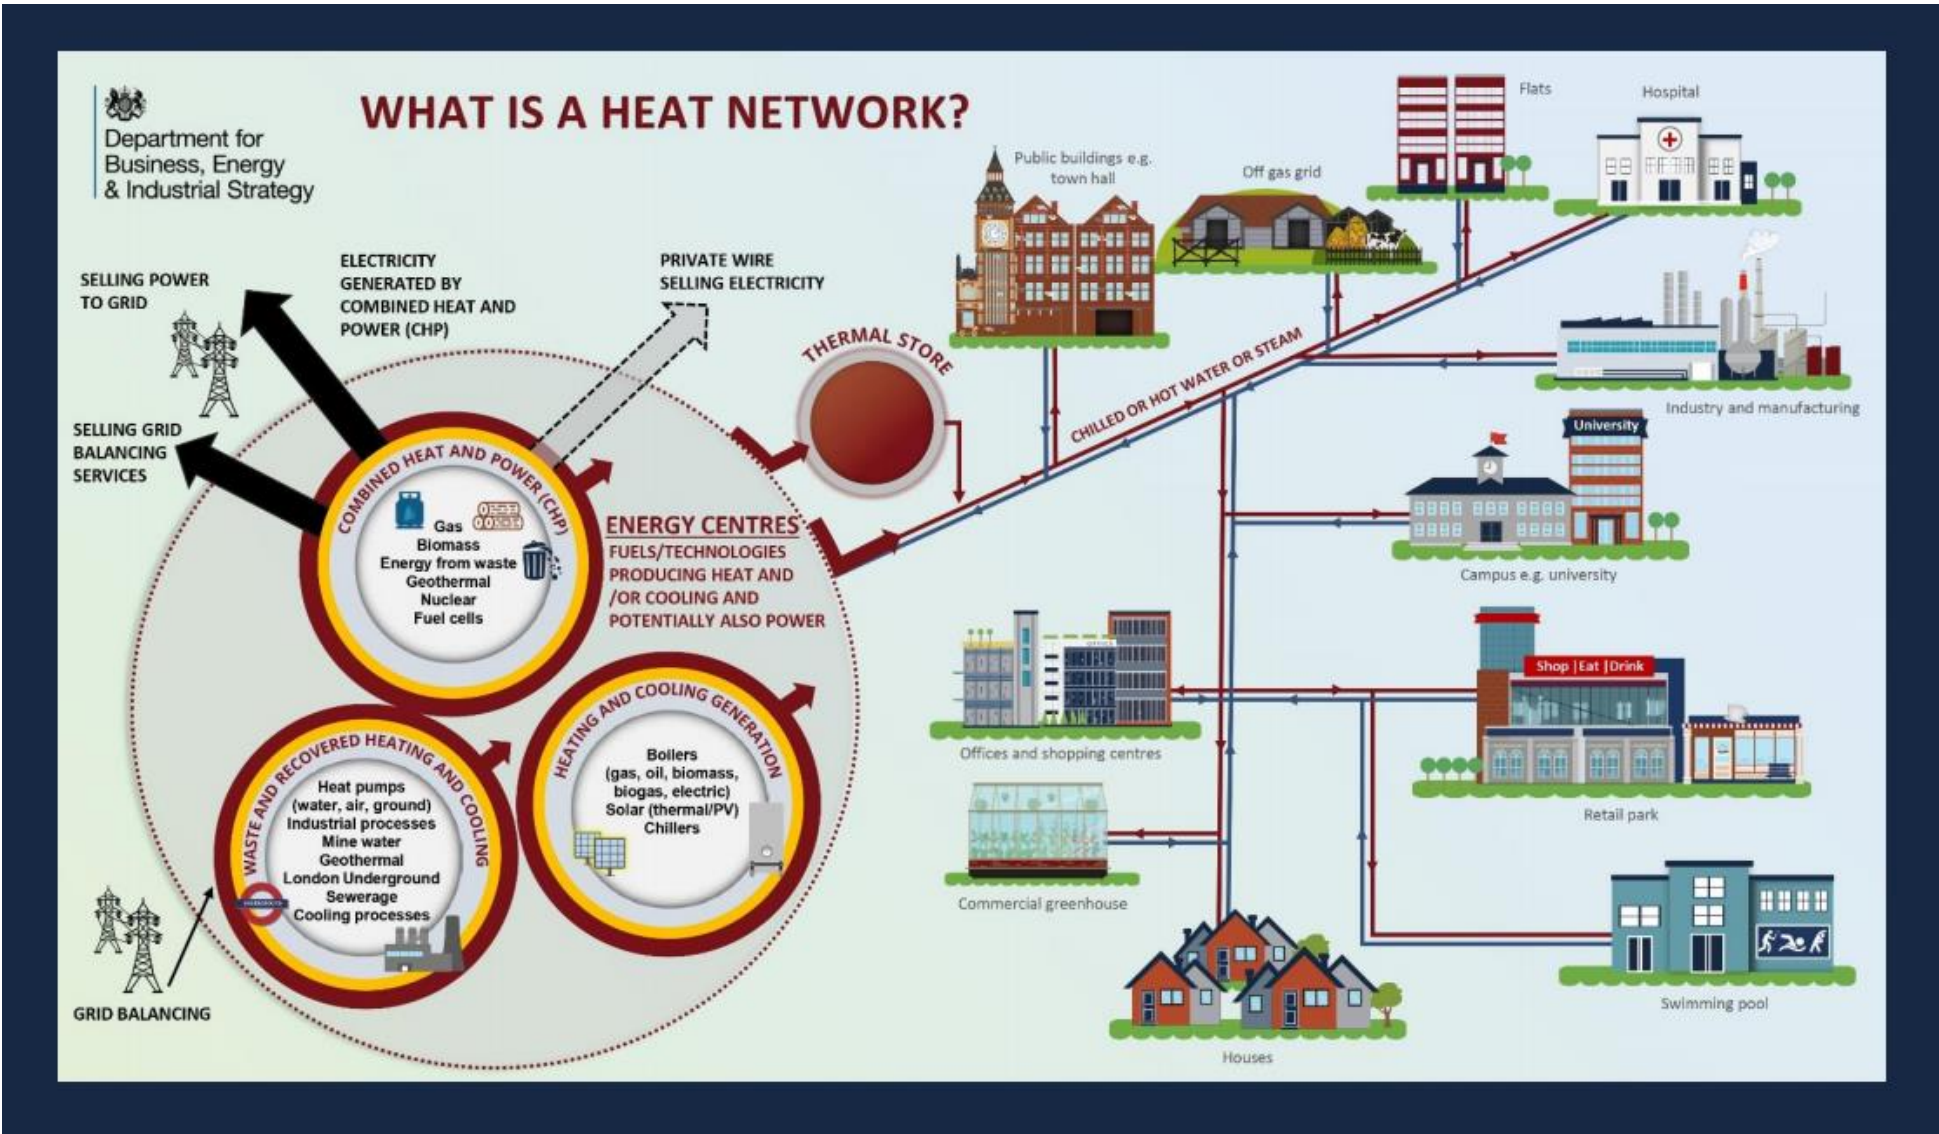 Department for
Business, Energy
& Industrial Strategy
WHAT IS A HEAT NETWORK?
SELLING POWER
TO GRID
ELECTRICITY
GENERATED BY
COMBINED HEAT AND
POWER (CHP)
PRIVATE WIRE
SELLING ELECTRICITY
SELLING GRID
BALANCING
SERVICES
COMBINED HEAT AND POWER (CHP)
Gas
Biomass
Energy from waste
Geothermal
Nuclear
Fuel cells
ENERGY CENTRES
FUELS/TECHNOLOGIES
PRODUCING HEAT AND
/OR COOLING AND
POTENTIALLY ALSO POWER
THERMAL STORE
WASTE AND RECOVERED HEATING AND COOLING
Heat pumps
(water, air, ground)
Industrial processes
Mine water
Geothermal
London Underground
Sewerage
Cooling processes
HEATING AND COOLING GENERATION
Boilers
(gas, oil, biomass,
biogas, electric)
Solar (thermal/PV)
Chillers
GRID BALANCING
CHILLED OR HOT WATER OR STEAM
Public buildings e.g.
town hall
Off gas grid
Flats
Hospital
Industry and manufacturing
University
Campus e.g. university
OFFICE
Offices and shopping centres
Shop |Eat |Drink
Retail park
Commercial greenhouse
Swimming pool
Houses